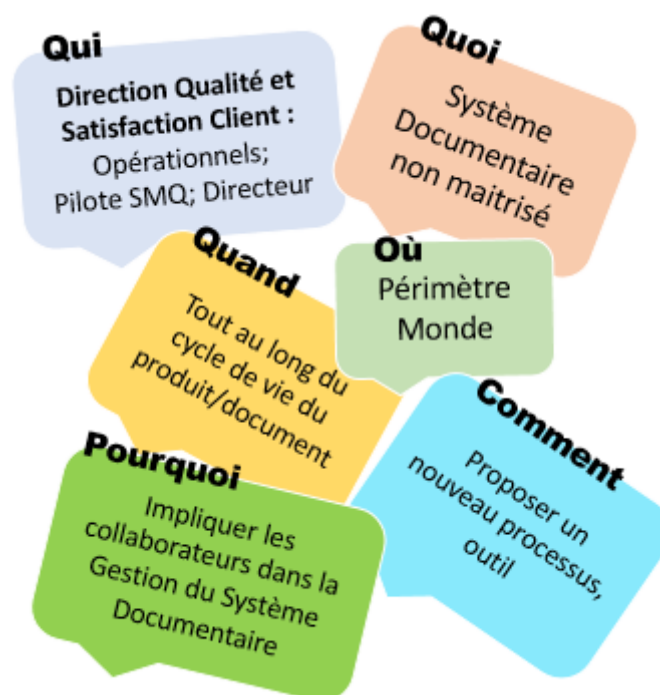 Qui
Direction Qualité et
Satisfaction Client :
Opérationnels;
Pilote SMQ; Directeur
Quoi
Système
Documentaire
non maitrisé
Quand
Tout au long du
cycle de vie du
produit/document
Où
Périmètre
Monde
Comment
Proposer un
nouveau processus,
outil
Pourquoi
Impliquer les
collaborateurs dans la
Gestion du Système
Documentaire